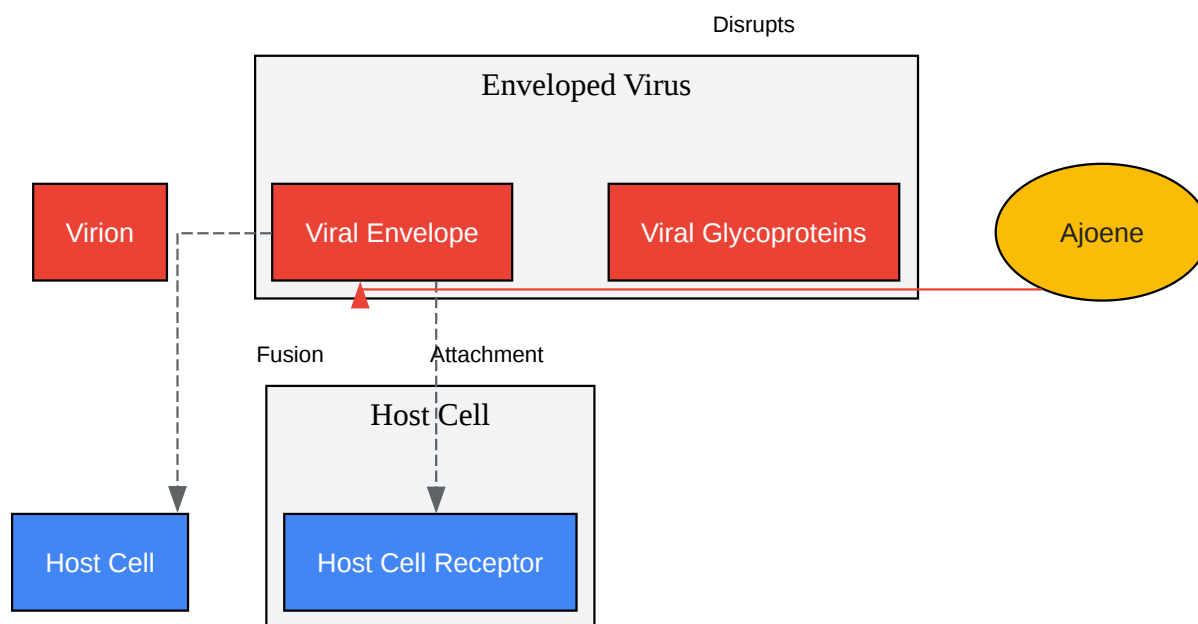 Disrupts
Enveloped Virus
Virion
Viral Envelope
Viral Glycoproteins
Ajoene
Fusion
Attachment
Host Cell
Host Cell
Host Cell Receptor